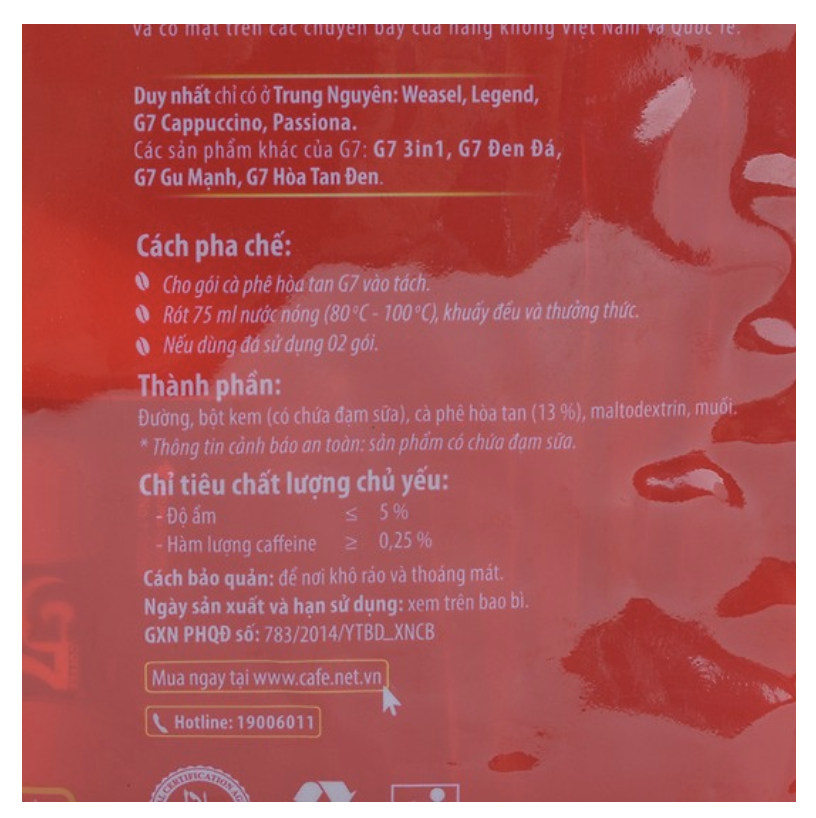 và có mặt trên các chuyến bay của hãng không Việt Nam và Quốc tế.
Duy nhất chỉ có ở Trung Nguyên: Weasel, Legend,
G7 Cappuccino, Passiona.
Các sản phẩm khác của G7: G7 3in1, G7 Đen Đá,
G7 Gu Mạnh, G7 Hòa Tan Đen.
Cách pha chế:
Cho gói cà phê hòa tan G7 vào tách.
Rót 75 ml nước nóng (80°C - 100°C), khuấy đều và thưởng thức.
Nếu dùng đá sử dụng 02 gói.
Thành phần:
Đường, bột kem (có chứa đạm sữa), cà phê hòa tan (13 %), maltodextrin, muối.
* Thông tin cảnh báo an toàn: sản phẩm có chứa đạm sữa.
Chỉ tiêu chất lượng chủ yếu:
- Độ ẩm ≤ 5 %
- Hàm lượng caffeine ≥ 0,25 %
Cách bảo quản: để nơi khô ráo và thoáng mát.
Ngày sản xuất và hạn sử dụng: xem trên bao bì.
GXN PHQĐ số: 783/2014/YTBD_XNCB
Mua ngay tại www.cafe.net.vn
Hotline: 19006011
CERTIFICATION